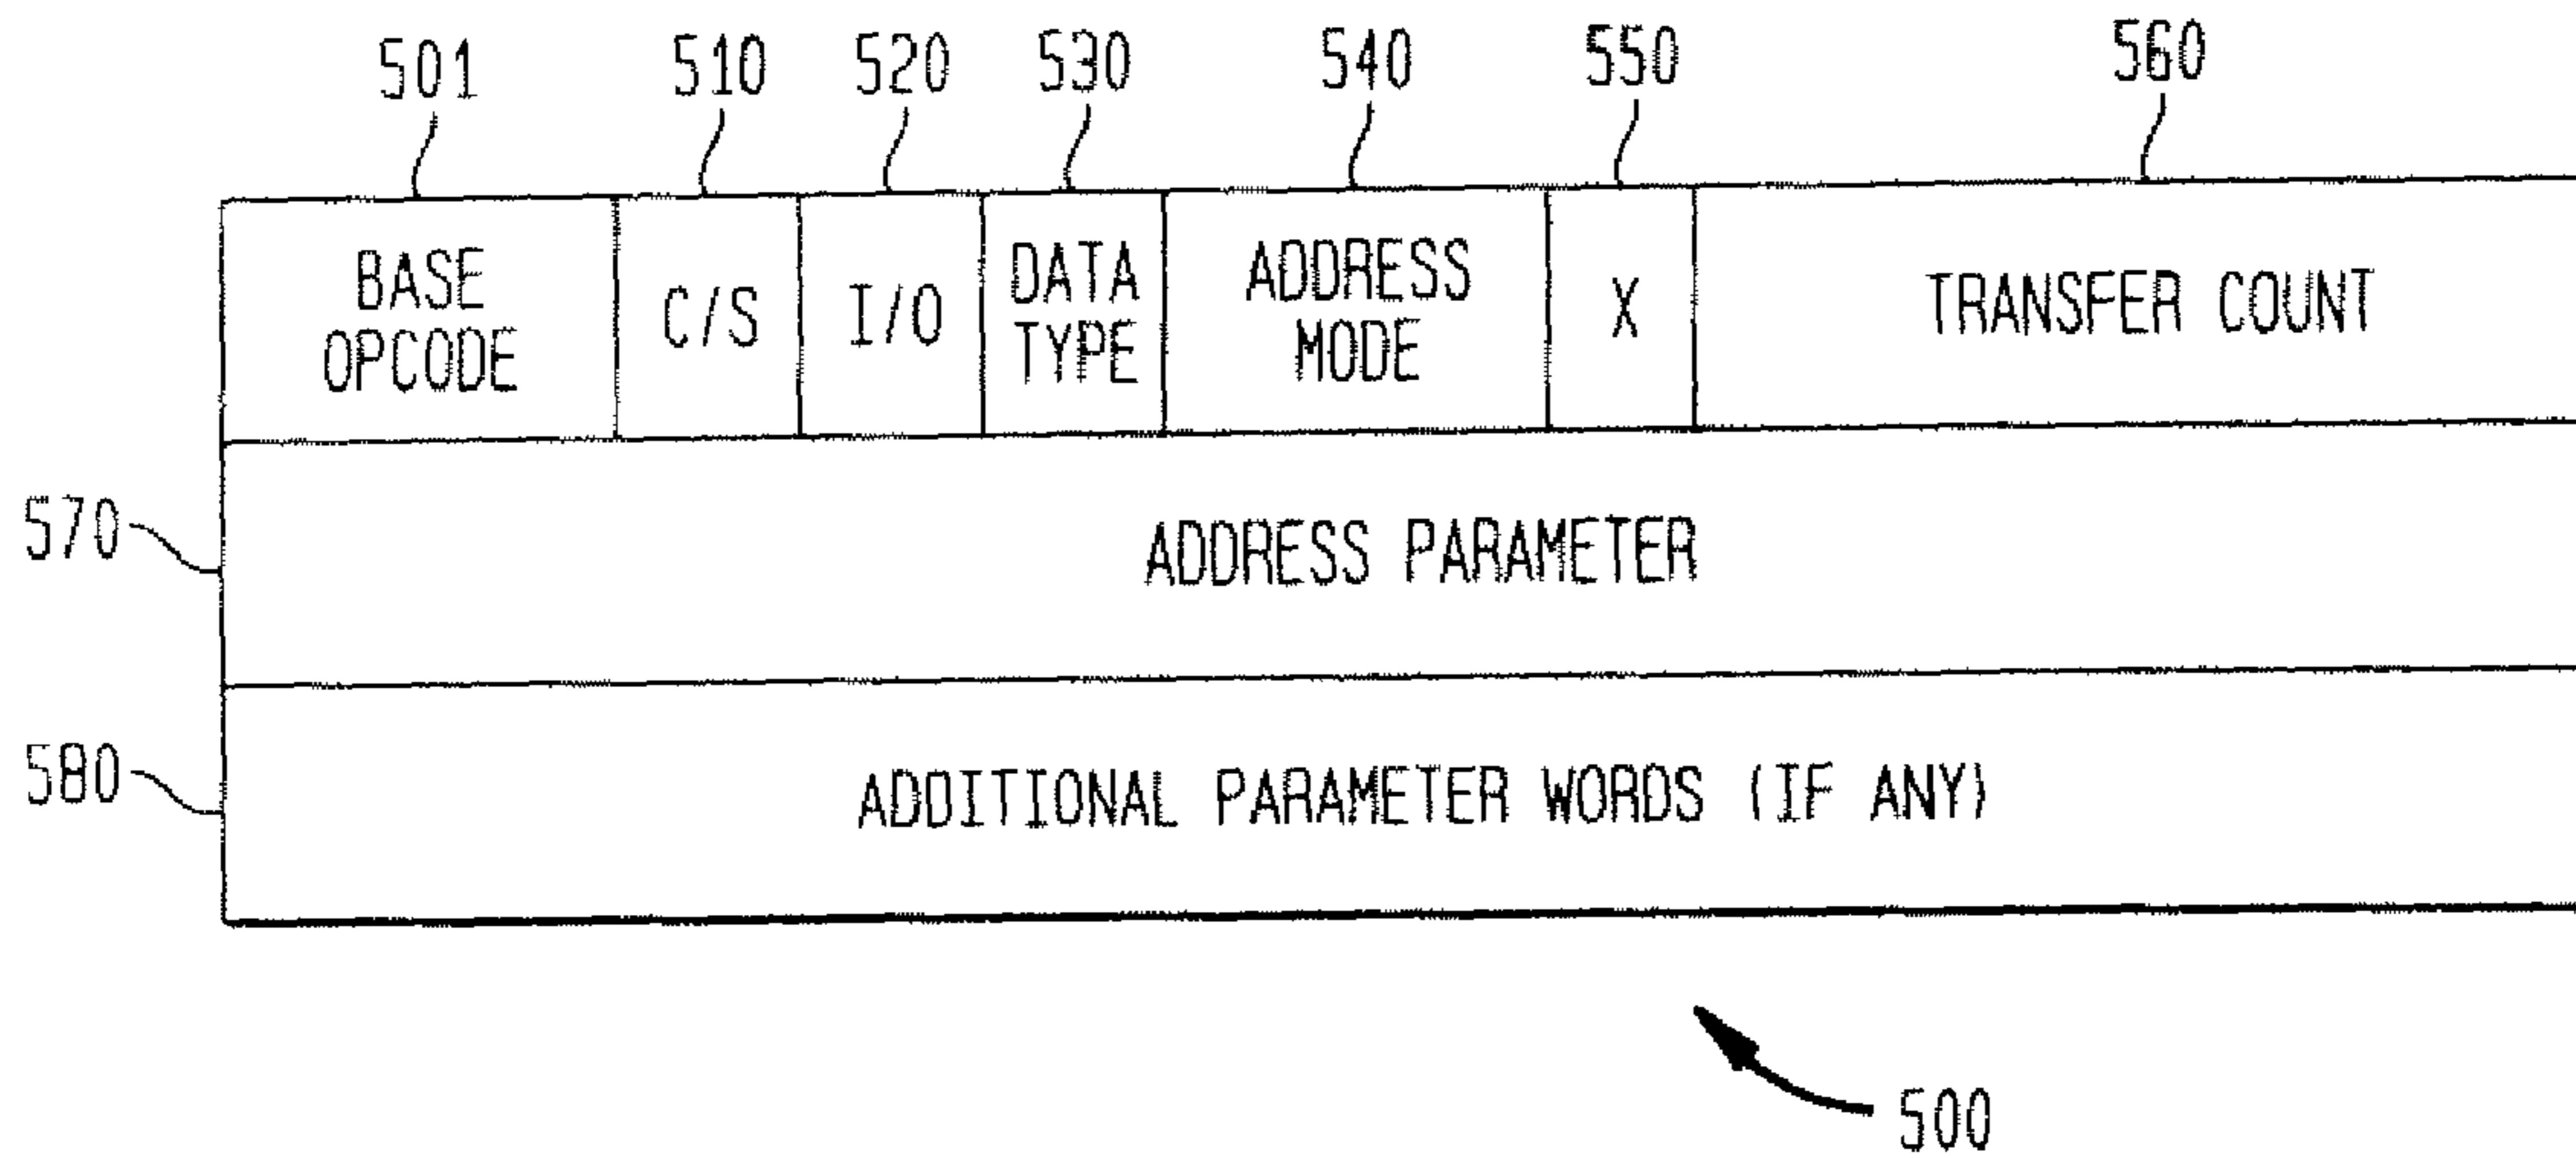 501 510 520 530 540 550 560
BASE OPCODE
C/S
I/O
DATA TYPE
ADDRESS MODE
X
TRANSFER COUNT
570
ADDRESS PARAMETER
580
ADDITIONAL PARAMETER WORDS (IF ANY)
500